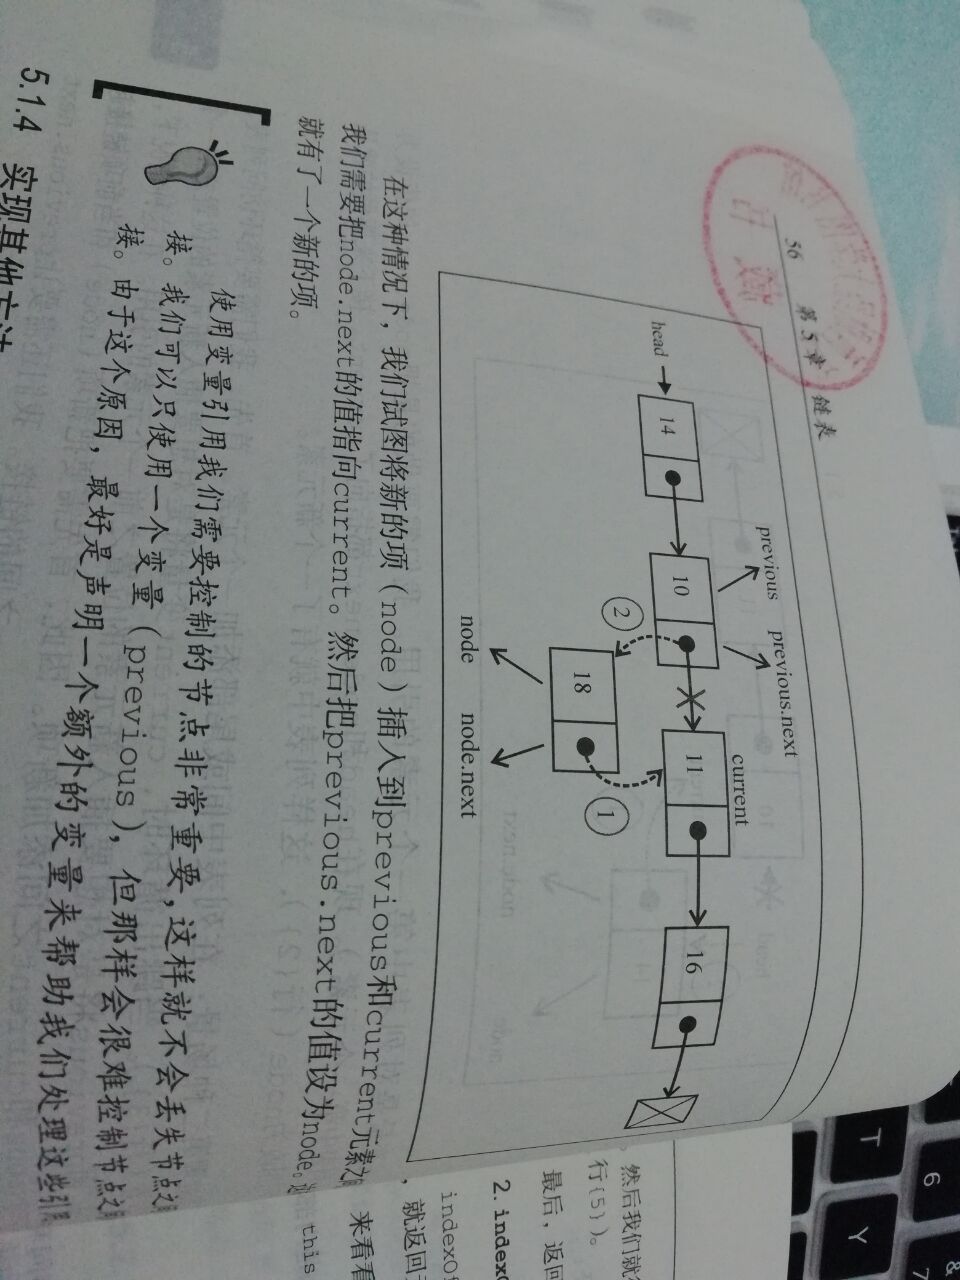 56 第5章 链表
previous previous.next
current
head 14 10 11 16
② ①
18
node node.next
在这种情况下，我们试图将新的项（node）插入到previous和current元素之
我们需要把node.next的值指向current。然后把previous.next的值设为node。
就有了一个新的项。
使用变量引用我们需要控制的节点非常重要，这样就不会丢失节点之
接。我们可以只使用一个变量（previous），但那样会很难控制节点之
接。由于这个原因，最好是声明一个额外的变量来帮助我们处理这些引
5.1.4 实现其他方法
然后我们就
行{5})。
最后，返回
2. index
indexO
，就返回
来看看
this
T
Y
6
7
&